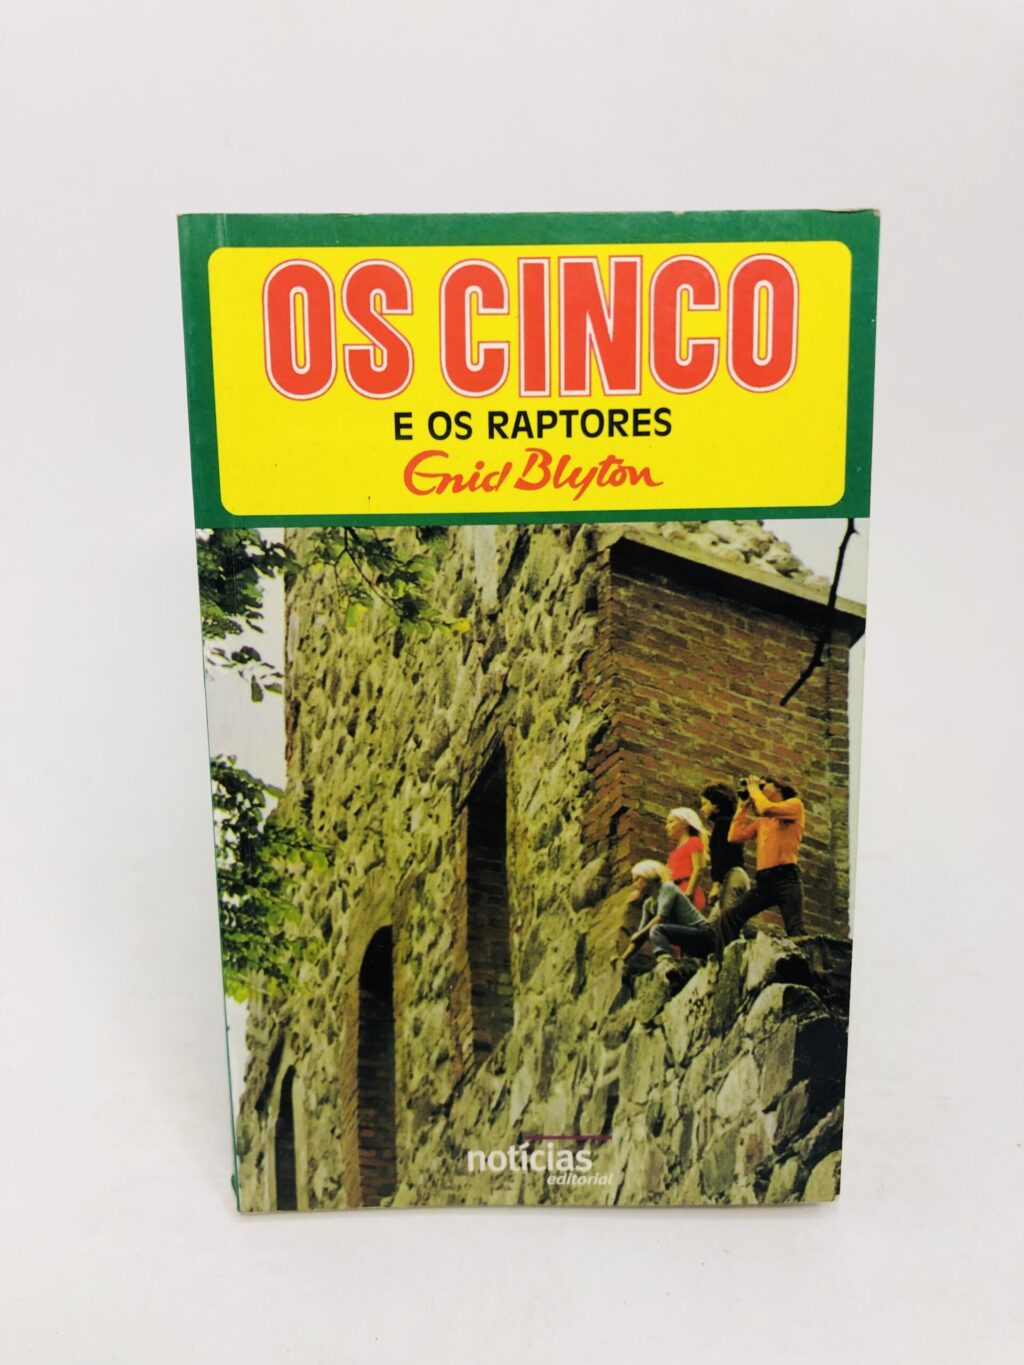 OS CINCO
E OS RAPTORES
Enid Blyton
notícias
editorial